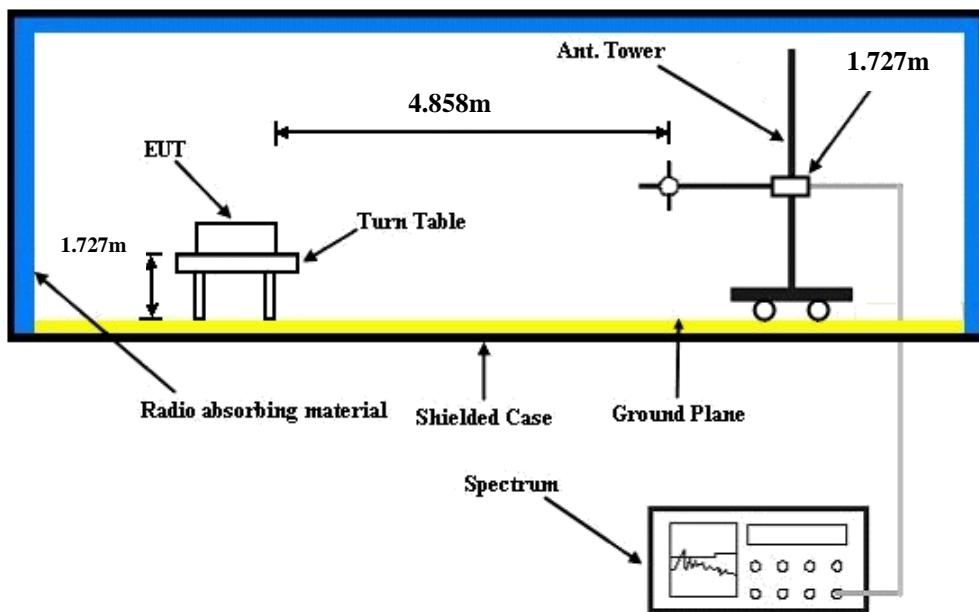 Ant. Tower
1.727m
4.858m
EUT
Turn Table
1.727m
Radio absorbing material
Shielded Case
Ground Plane
Spectrum